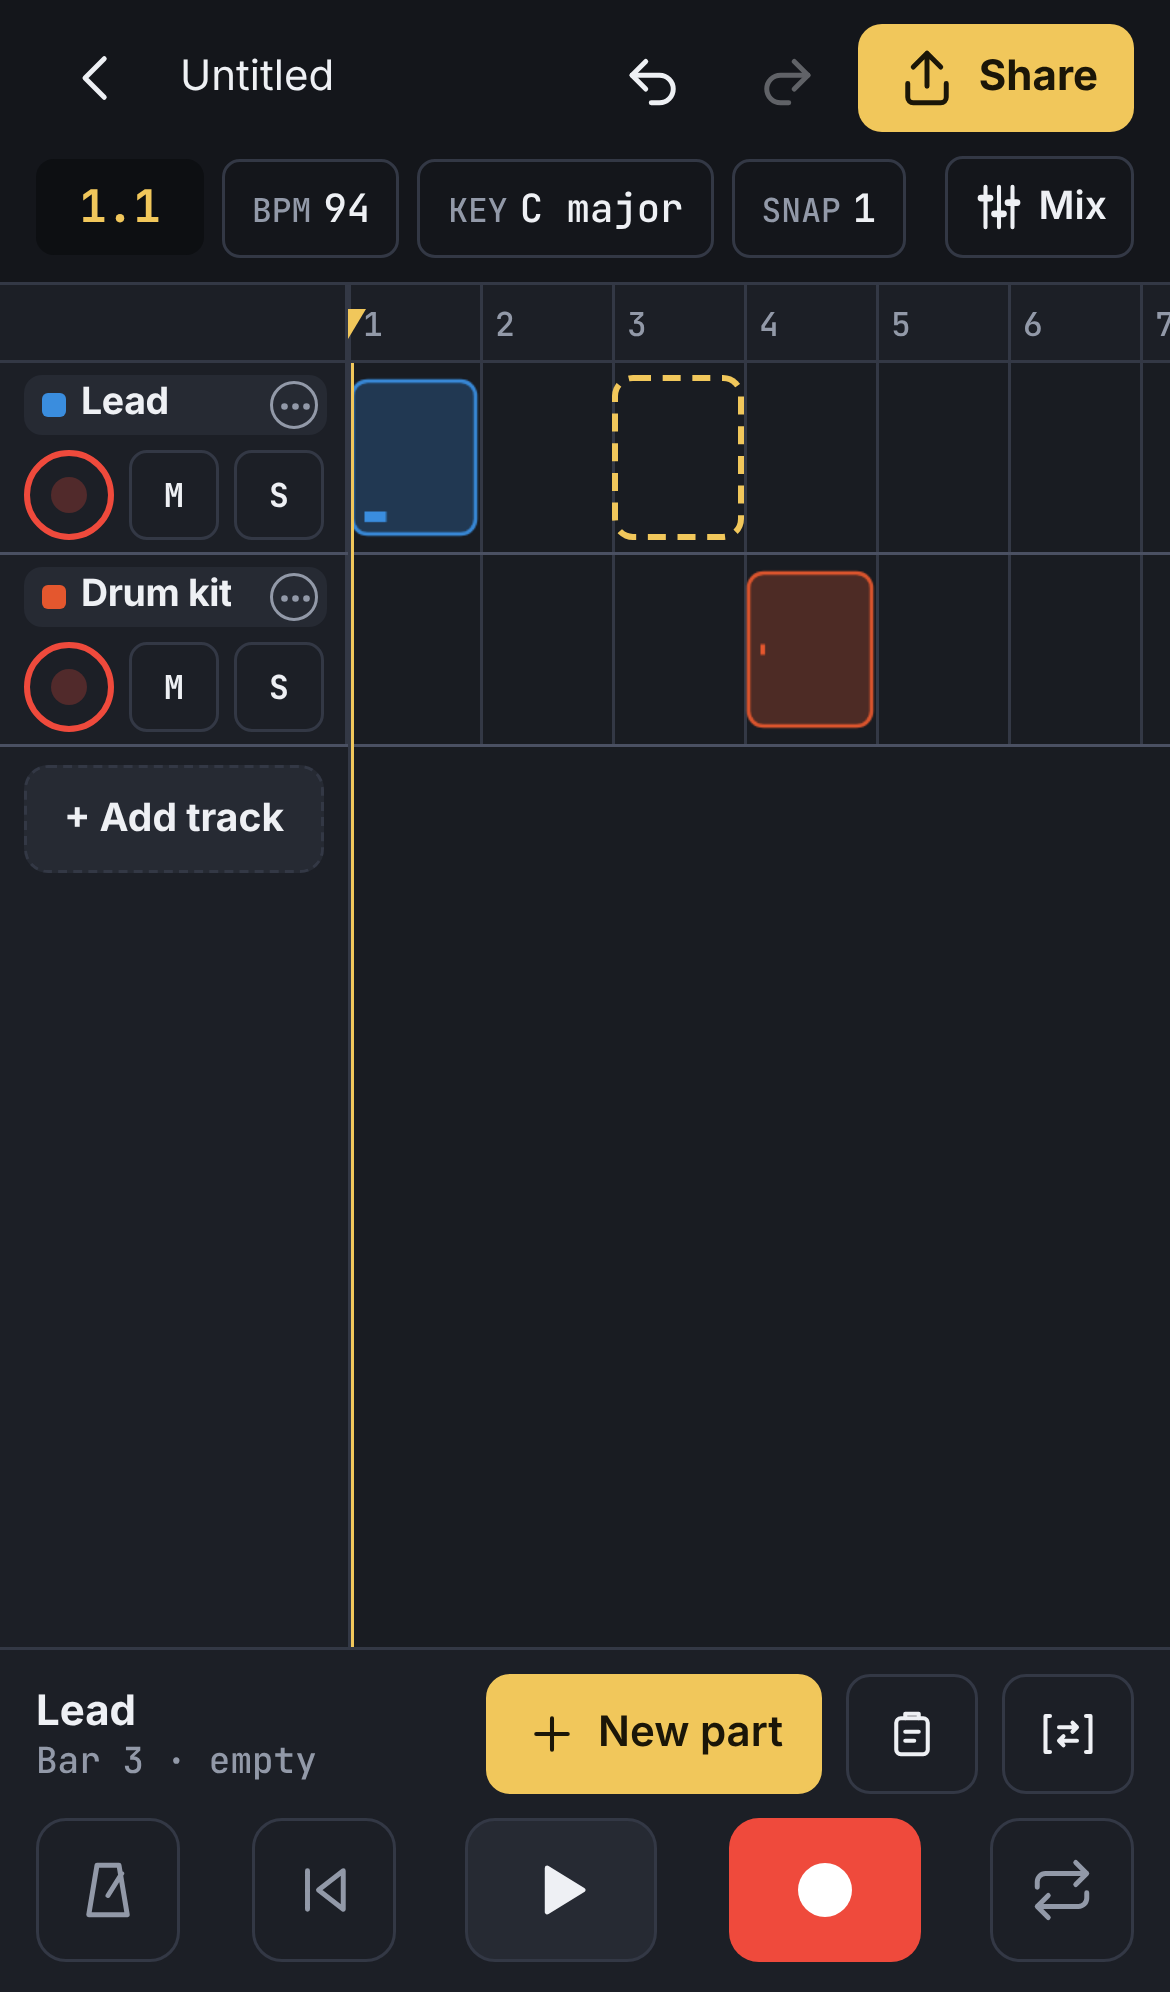 Untitled
Share
1.1
BPM 94
KEY C major
SNAP 1
Mix
1 2 3 4 5 6 7
Lead
M S
Drum kit
M S
+ Add track
Lead
Bar 3 · empty
New part